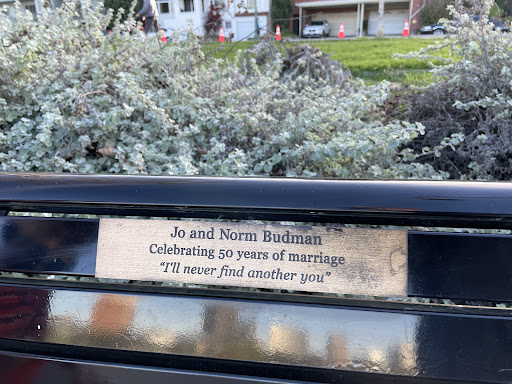 Jo and Norm Budman
Celebrating 50 years of marriage
“I'll never find another you”